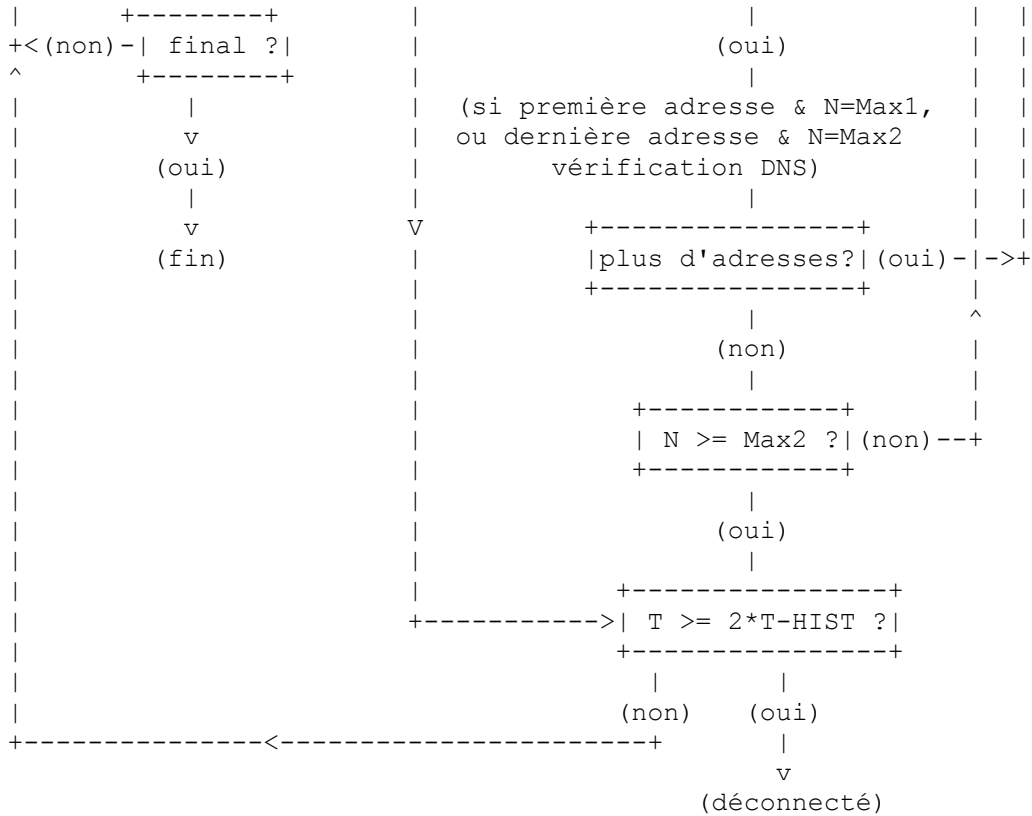 |      +--------+       |                    |             |  |
+<(non)-| final ?|       |                  (oui)           |  |
^       +--------+       |                    |             |  |
|          |             |  (si première adresse & N=Max1,  |  |
|          v             |  ou dernière adresse & N=Max2    |  |
|        (oui)           |        vérification DNS)         |  |
|          |             |                    |             |  |
|          v             V          +----------------+      |  |
|        (fin)           |          |plus d'adresses?|(oui)-|->+
|                        |          +----------------+      |
|                        |                    |             ^
|                        |                  (non)           |
|                        |                    |             |
|                        |             +------------+       |
|                        |             | N >= Max2 ?|(non)--+
|                        |             +------------+
|                        |                    |
|                        |                  (oui)
|                        |                    |
|                        |            +----------------+
|                        +----------->| T >= 2*T-HIST ?|
|                                     +----------------+
|                                       |       |
|                                     (non)   (oui)
+---------------<-----------------------+       |
                                                v
                                           (déconnecté)